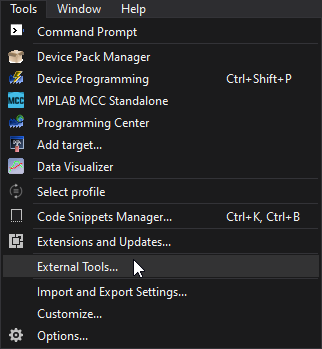 Tools Window Help
Command Prompt
Device Pack Manager
Device Programming Ctrl+Shift+P
MCC MPLAB MCC Standalone
Programming Center
Add target...
Data Visualizer
Select profile
Code Snippets Manager... Ctrl+K, Ctrl+B
Extensions and Updates...
External Tools...
Import and Export Settings...
Customize...
Options...